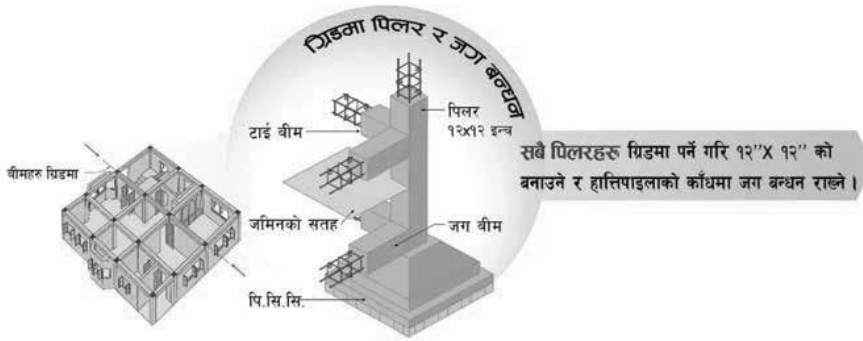 ग्रिडमा पिलर र जग बन्धन
पिलर
१२x१२ इन्च
टाई वीम
सबै पिलरहरू ग्रिडमा पर्ने गरि १२”X १२” को
बनाउने र हात्तिपाइलाको काँधमा जग बन्धन राख्ने ।
वीमहरु ग्रिडमा
जमिनको सतह
जग वीम
पि.सि.सि.